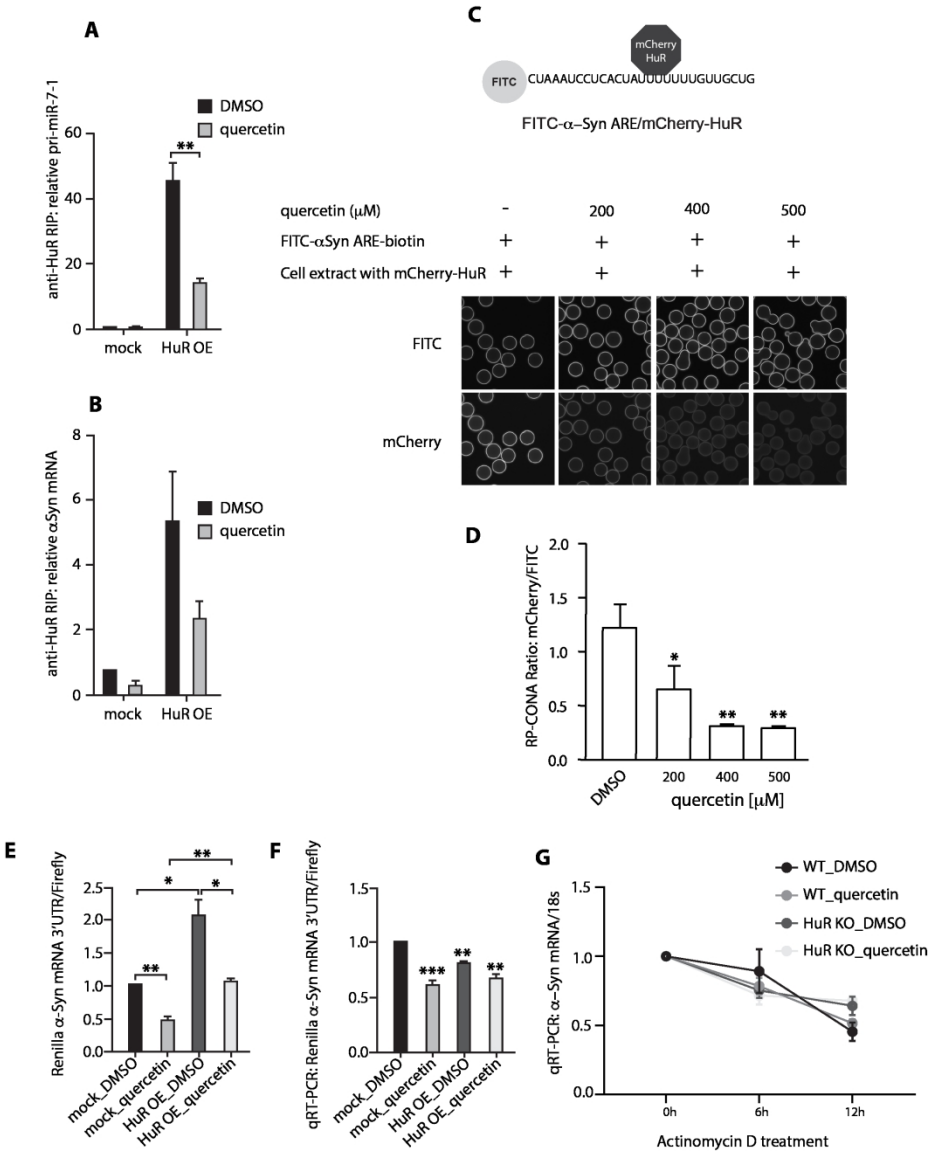 A
anti-HuR RIP: relative pri-miR-7-1
DMSO
quercetin
60
40
20
0
**
mock
HuR OE
B
anti-HuR RIP: relative αSyn mRNA
8
6
4
2
0
DMSO
quercetin
mock
HuR OE
C
mCherry
HuR
FITC
CUAAAUCCUCACUAUUUUUUUGUUGCUG
FITC-α–Syn ARE/mCherry-HuR
quercetin (μM) - 200 400 500
FITC-αSyn ARE-biotin + + + +
Cell extract with mCherry-HuR + + + +
FITC
mCherry
D
RP-CONA Ratio: mCherry/FITC
2.0
1.5
1.0
0.5
0.0
*
**
**
DMSO
200
400
500
quercetin [μM]
E
Renilla α-Syn mRNA 3'UTR/Firefly
2.5
2.0
1.5
1.0
0.5
0.0
**
*
*
**
mock_DMSO
mock_quercetin
HuR OE_DMSO
HuR OE_quercetin
F
qRT-PCR: Renilla α-Syn mRNA 3'UTR/Firefly
1.5
1.0
0.5
0.0
***
**
**
mock_DMSO
mock_quercetin
HuR OE_DMSO
HuR OE_quercetin
G
qRT-PCR: α–Syn mRNA/18s
1.5
1.0
0.5
0.0
WT_DMSO
WT_quercetin
HuR KO_DMSO
HuR KO_quercetin
0h
6h
12h
Actinomycin D treatment